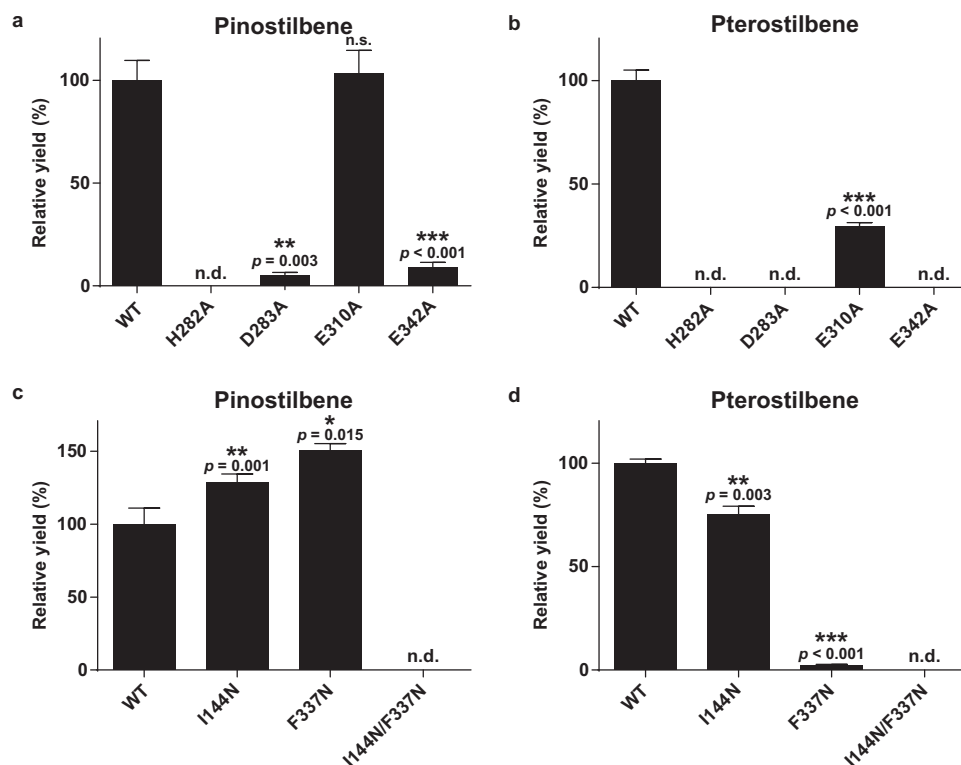 a
Pinostilbene
Relative yield (%)
100
50
0
n.s.
n.d.
**
p = 0.003
***
p < 0.001
WT
H282A
D283A
E310A
E342A
b
Pterostilbene
Relative yield (%)
100
50
0
n.d.
n.d.
***
p < 0.001
n.d.
WT
H282A
D283A
E310A
E342A
c
Pinostilbene
Relative yield (%)
150
100
50
0
**
p = 0.001
*
p = 0.015
n.d.
WT
I144N
F337N
I144N/F337N
d
Pterostilbene
Relative yield (%)
100
50
0
**
p = 0.003
***
p < 0.001
n.d.
WT
I144N
F337N
I144N/F337N